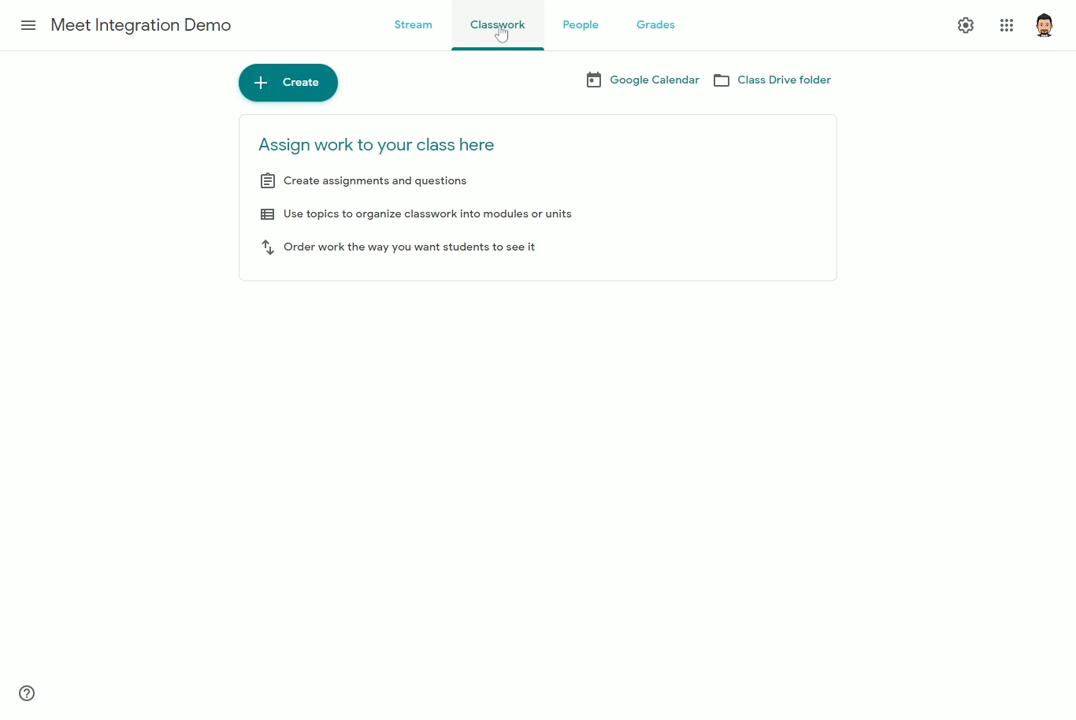 Meet Integration Demo
Stream
Classwork
People
Grades
Create
Google Calendar
Class Drive folder
Assign work to your class here
Create assignments and questions
Use topics to organize classwork into modules or units
Order work the way you want students to see it